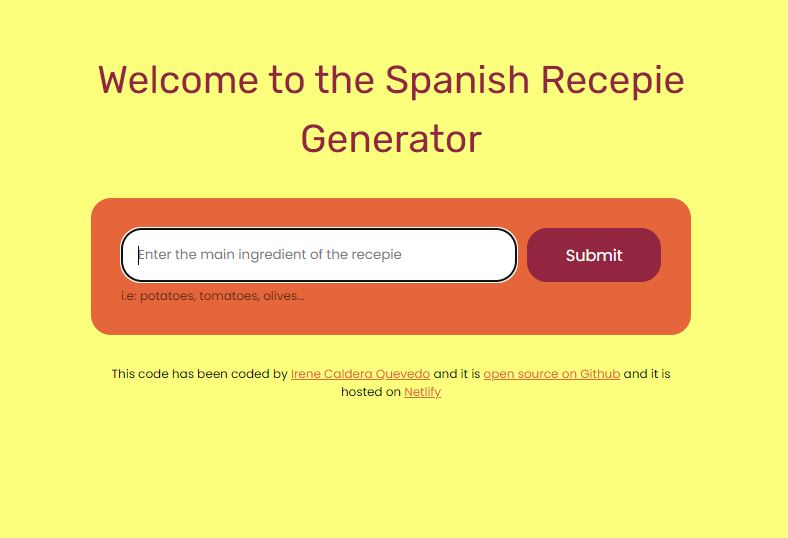 Welcome to the Spanish Recepie
Generator
Enter the main ingredient of the recepie
Submit
i.e: potatoes, tomatoes, olives...
This code has been coded by Irene Caldera Quevedo and it is open source on Github and it is
hosted on Netlify